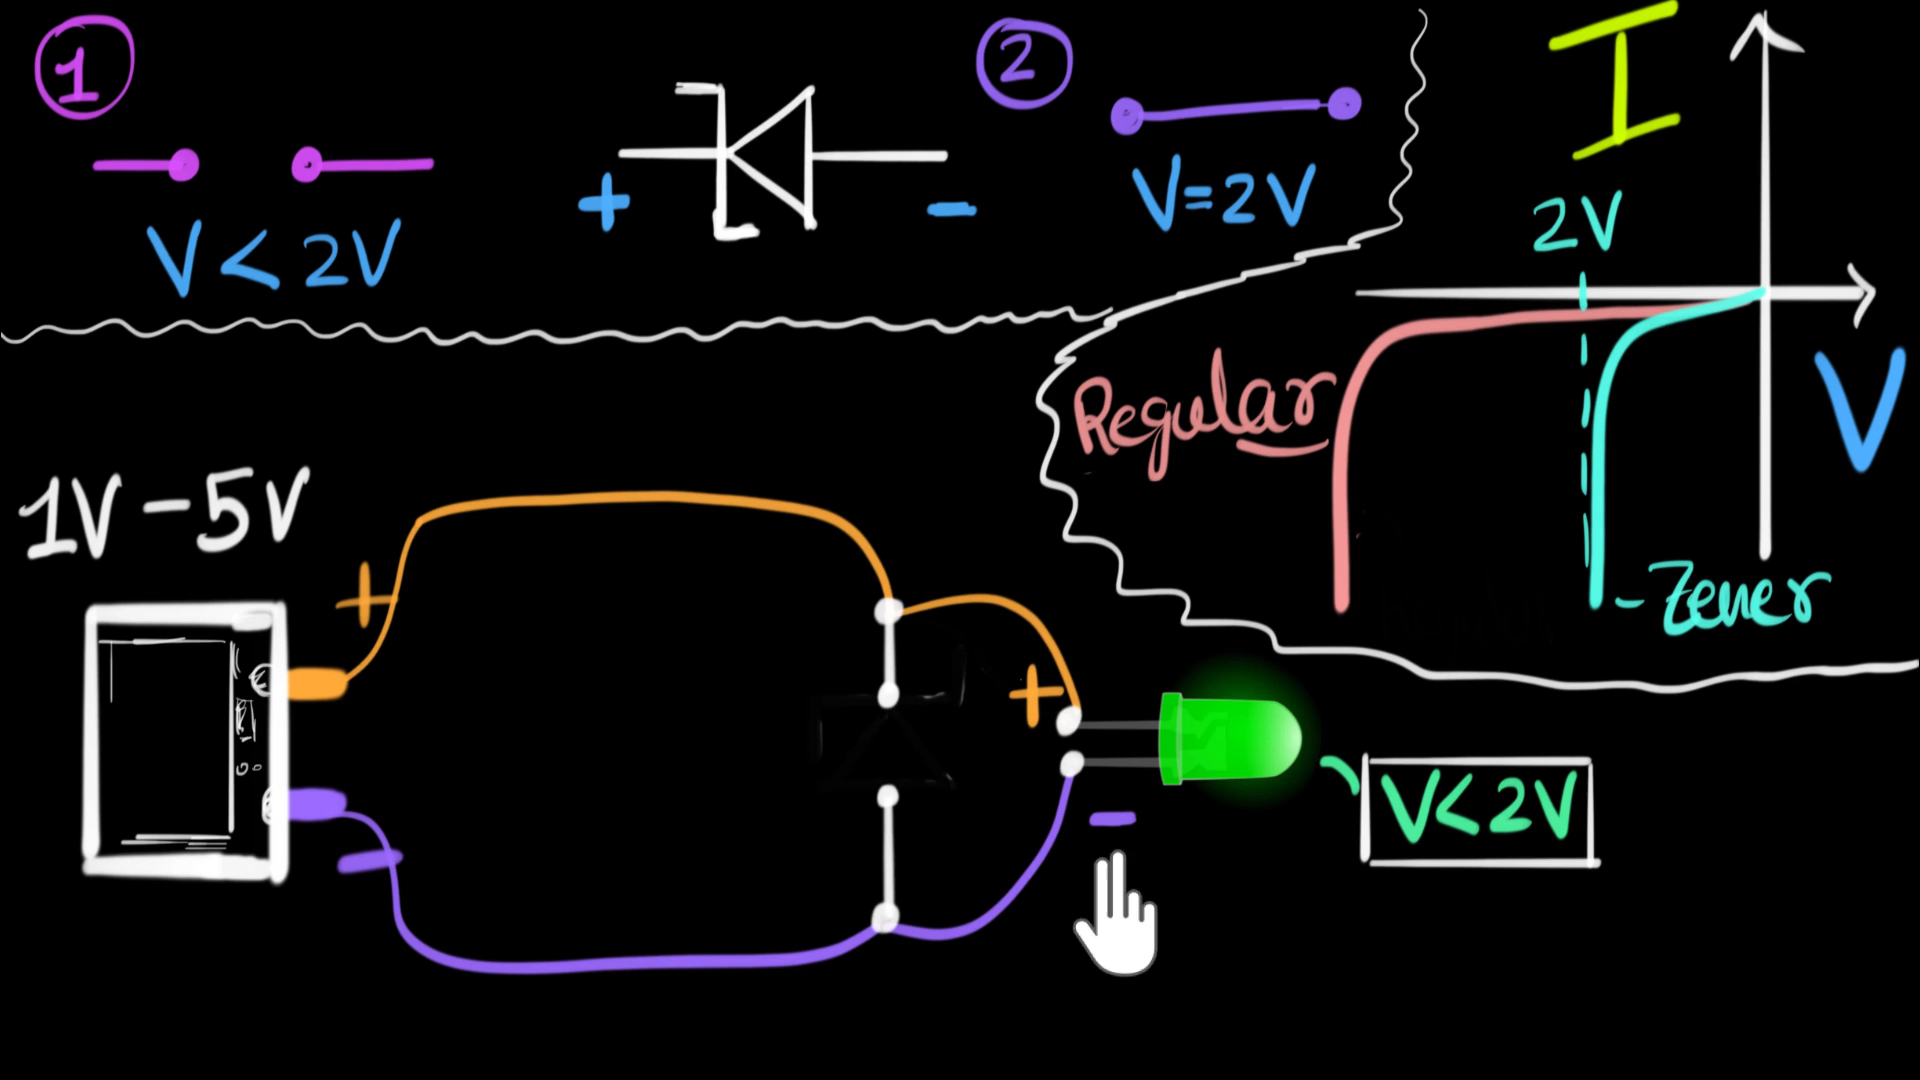 1
V < 2V
+ -
2
V=2V
I
2V
V
Regular
- Zener
1V - 5V
+
-
+
-
V<2V